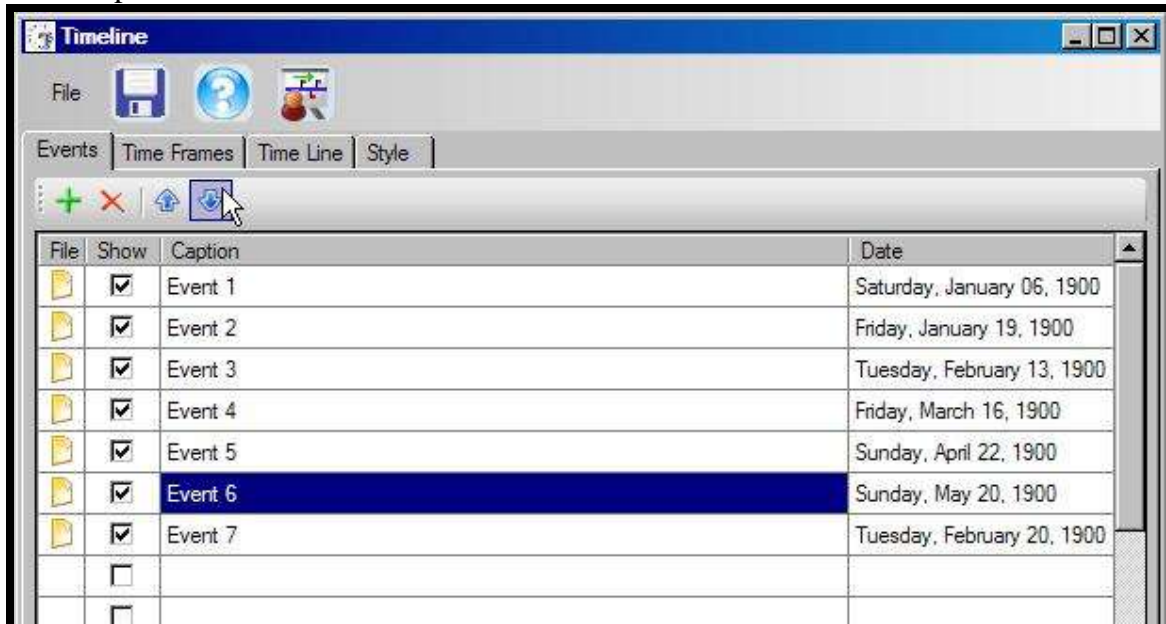 Timeline
File
Events Time Frames Time Line Style
File Show Caption Date
Event 1 Saturday, January 06, 1900
Event 2 Friday, January 19, 1900
Event 3 Tuesday, February 13, 1900
Event 4 Friday, March 16, 1900
Event 5 Sunday, April 22, 1900
Event 6 Sunday, May 20, 1900
Event 7 Tuesday, February 20, 1900